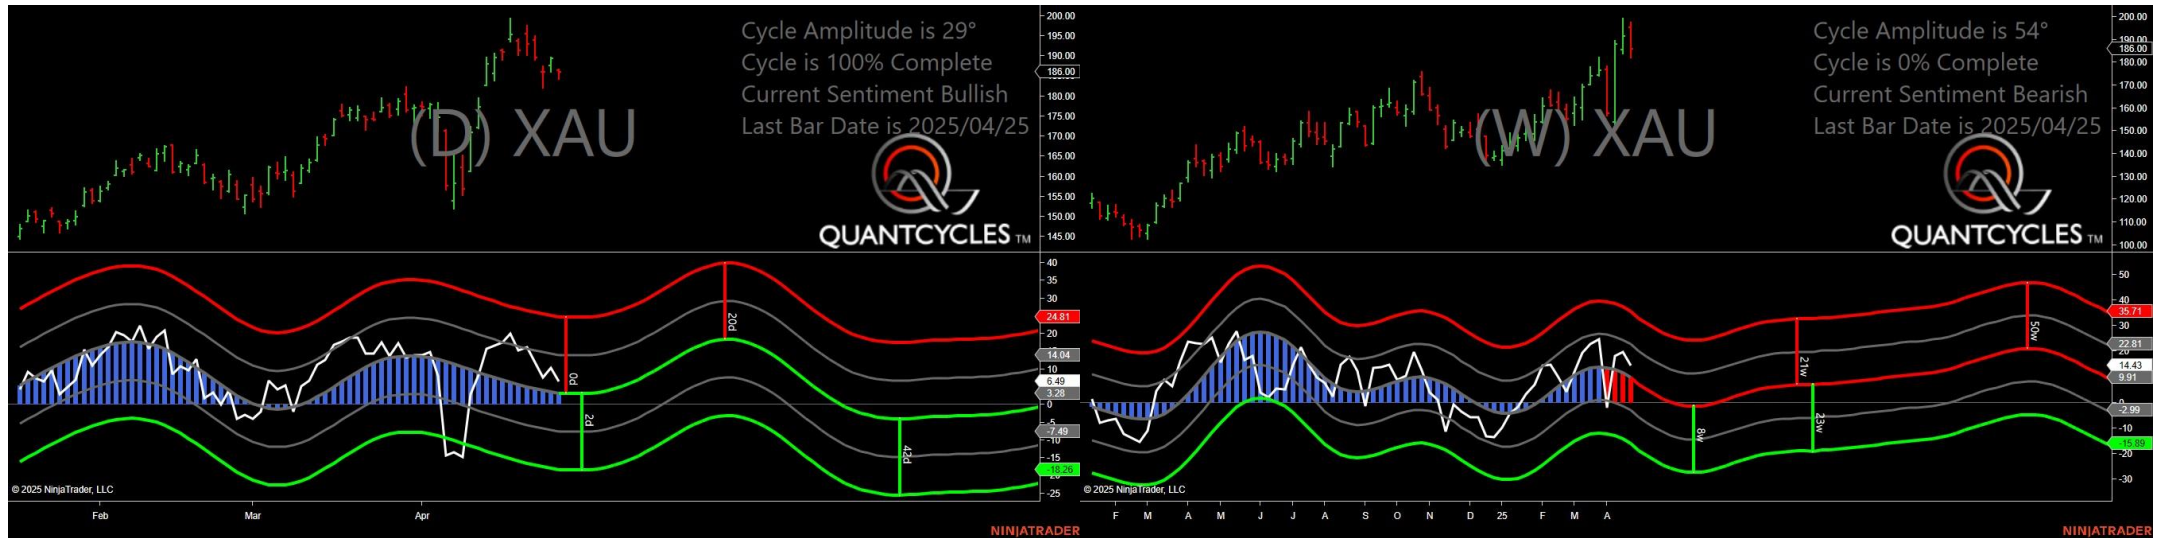 Cycle Amplitude is 29°
Cycle is 100% Complete
Current Sentiment Bullish
Last Bar Date is 2025/04/25
(D) XAU
QUANTCYCLES TM
200.00
195.00
190.00
186.00
180.00
175.00
170.00
165.00
160.00
155.00
150.00
145.00
40
35
30
24.81
20
14.04
10
6.49
3.28
0
-5
-7.49
-10
-15
-18.26
-25
0d
2d
20d
42d
© 2025 NinjaTrader, LLC
Feb Mar Apr
NINJATRADER
Cycle Amplitude is 54°
Cycle is 0% Complete
Current Sentiment Bearish
Last Bar Date is 2025/04/25
(W) XAU
QUANTCYCLES TM
200.00
190.00
186.00
180.00
170.00
160.00
150.00
140.00
130.00
120.00
110.00
100.00
50
40
35.71
30
22.81
20
14.43
9.91
0
-2.99
-10
-15.89
-20
-30
8w
21w
23w
50w
© 2025 NinjaTrader, LLC
F M A M J J A S O N D 25 F M A
NINJATRADER